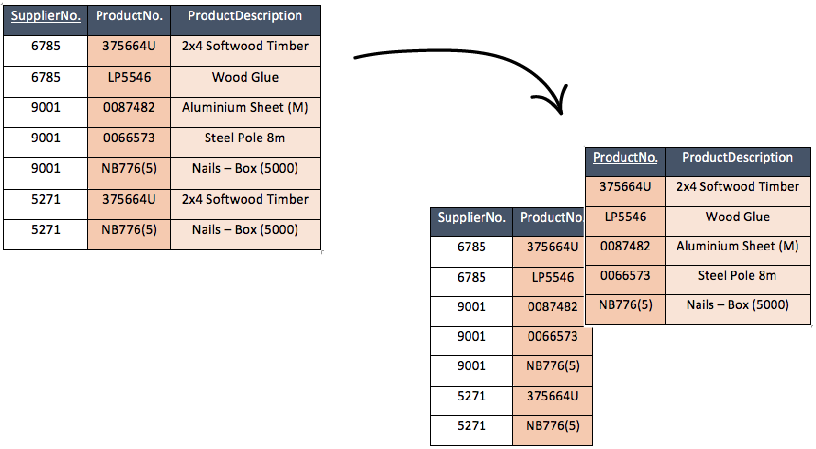 SupplierNo. ProductNo. ProductDescription
6785 375664U 2x4 Softwood Timber
6785 LP5546 Wood Glue
9001 0087482 Aluminium Sheet (M)
9001 0066573 Steel Pole 8m
9001 NB776(5) Nails – Box (5000)
5271 375664U 2x4 Softwood Timber
5271 NB776(5) Nails – Box (5000)
ProductNo. ProductDescription
375664U 2x4 Softwood Timber
LP5546 Wood Glue
0087482 Aluminium Sheet (M)
0066573 Steel Pole 8m
NB776(5) Nails – Box (5000)
SupplierNo. ProductNo.
6785 375664U
6785 LP5546
9001 0087482
9001 0066573
9001 NB776(5)
5271 375664U
5271 NB776(5)